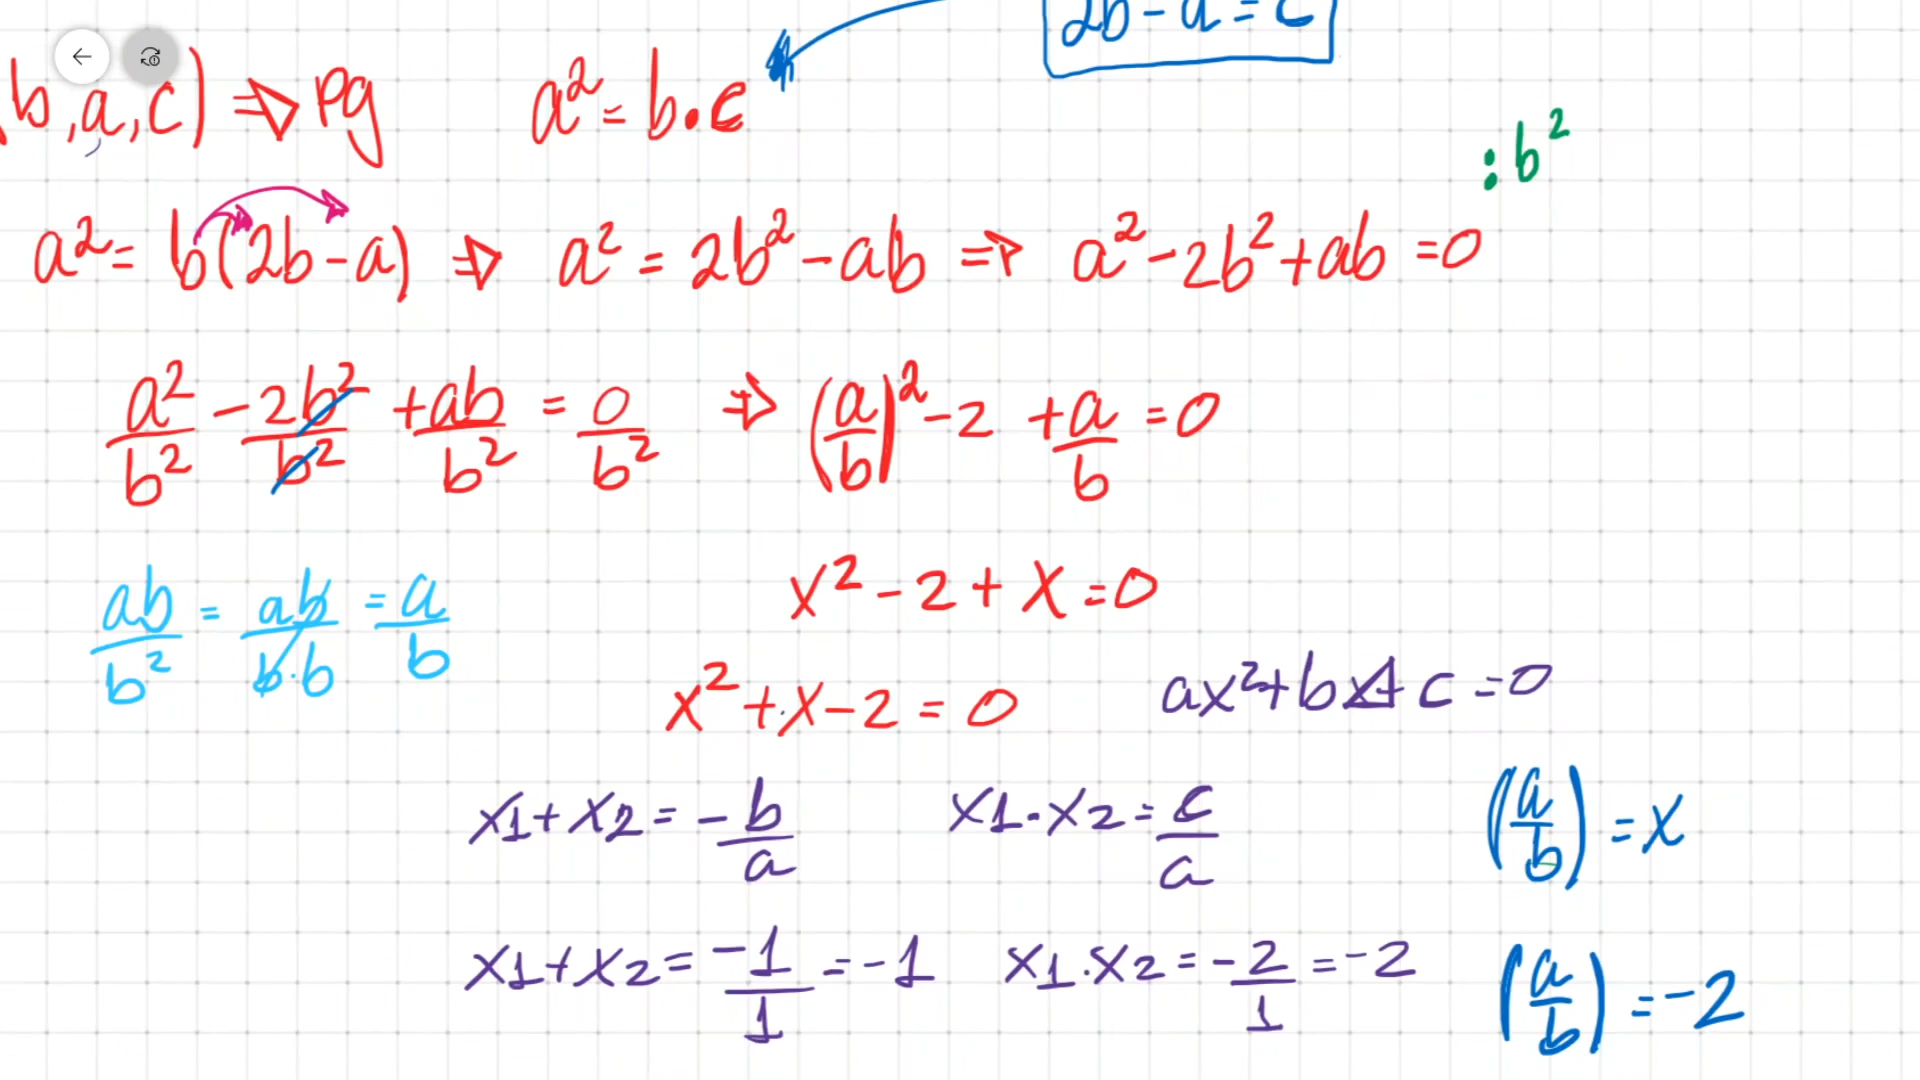 2b - a = c
b, a, c) ⇒ pg a² = b·c
:b²
a² = b(2b - a) ⇒ a² = 2b² - ab ⇒ a² - 2b² + ab = 0
a²/b² - 2b²/b² + ab/b² = 0/b² ⇒ (a/b)² - 2 + a/b = 0
ab/b² = ab/b·b = a/b
x² - 2 + x = 0
x² + x - 2 = 0 ax² + bx + c = 0
x1 + x2 = -b/a x1·x2 = c/a (a/b) = x
x1 + x2 = -1/1 = -1 x1·x2 = -2/1 = -2 (a/b) = -2